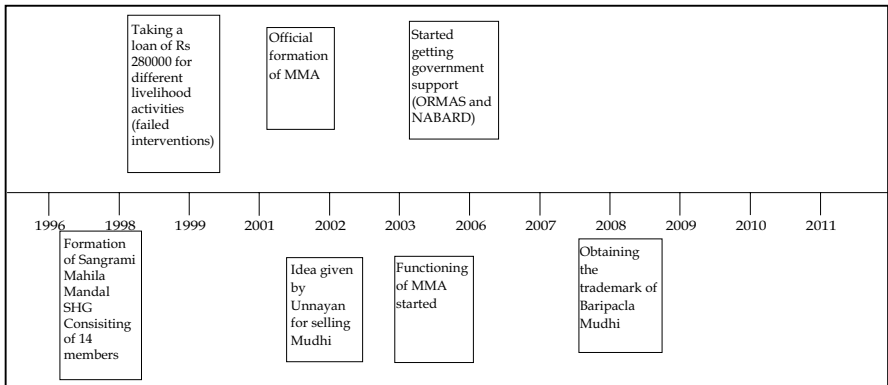 Taking a
loan of Rs
280000 for
different
livelihood
activities
(failed
interventions)
Official
formation
of MMA
Started
getting
government
support
(ORMAS and
NABARD)
1996 1998 1999 2001 2002 2003 2006 2007 2008 2009 2010 2011
Formation
of Sangrami
Mahila
Mandal
SHG
Consisiting
of 14
members
Idea given
by
Unnayan
for selling
Mudhi
Functioning
of MMA
started
Obtaining
the
trademark of
Baripacla
Mudhi